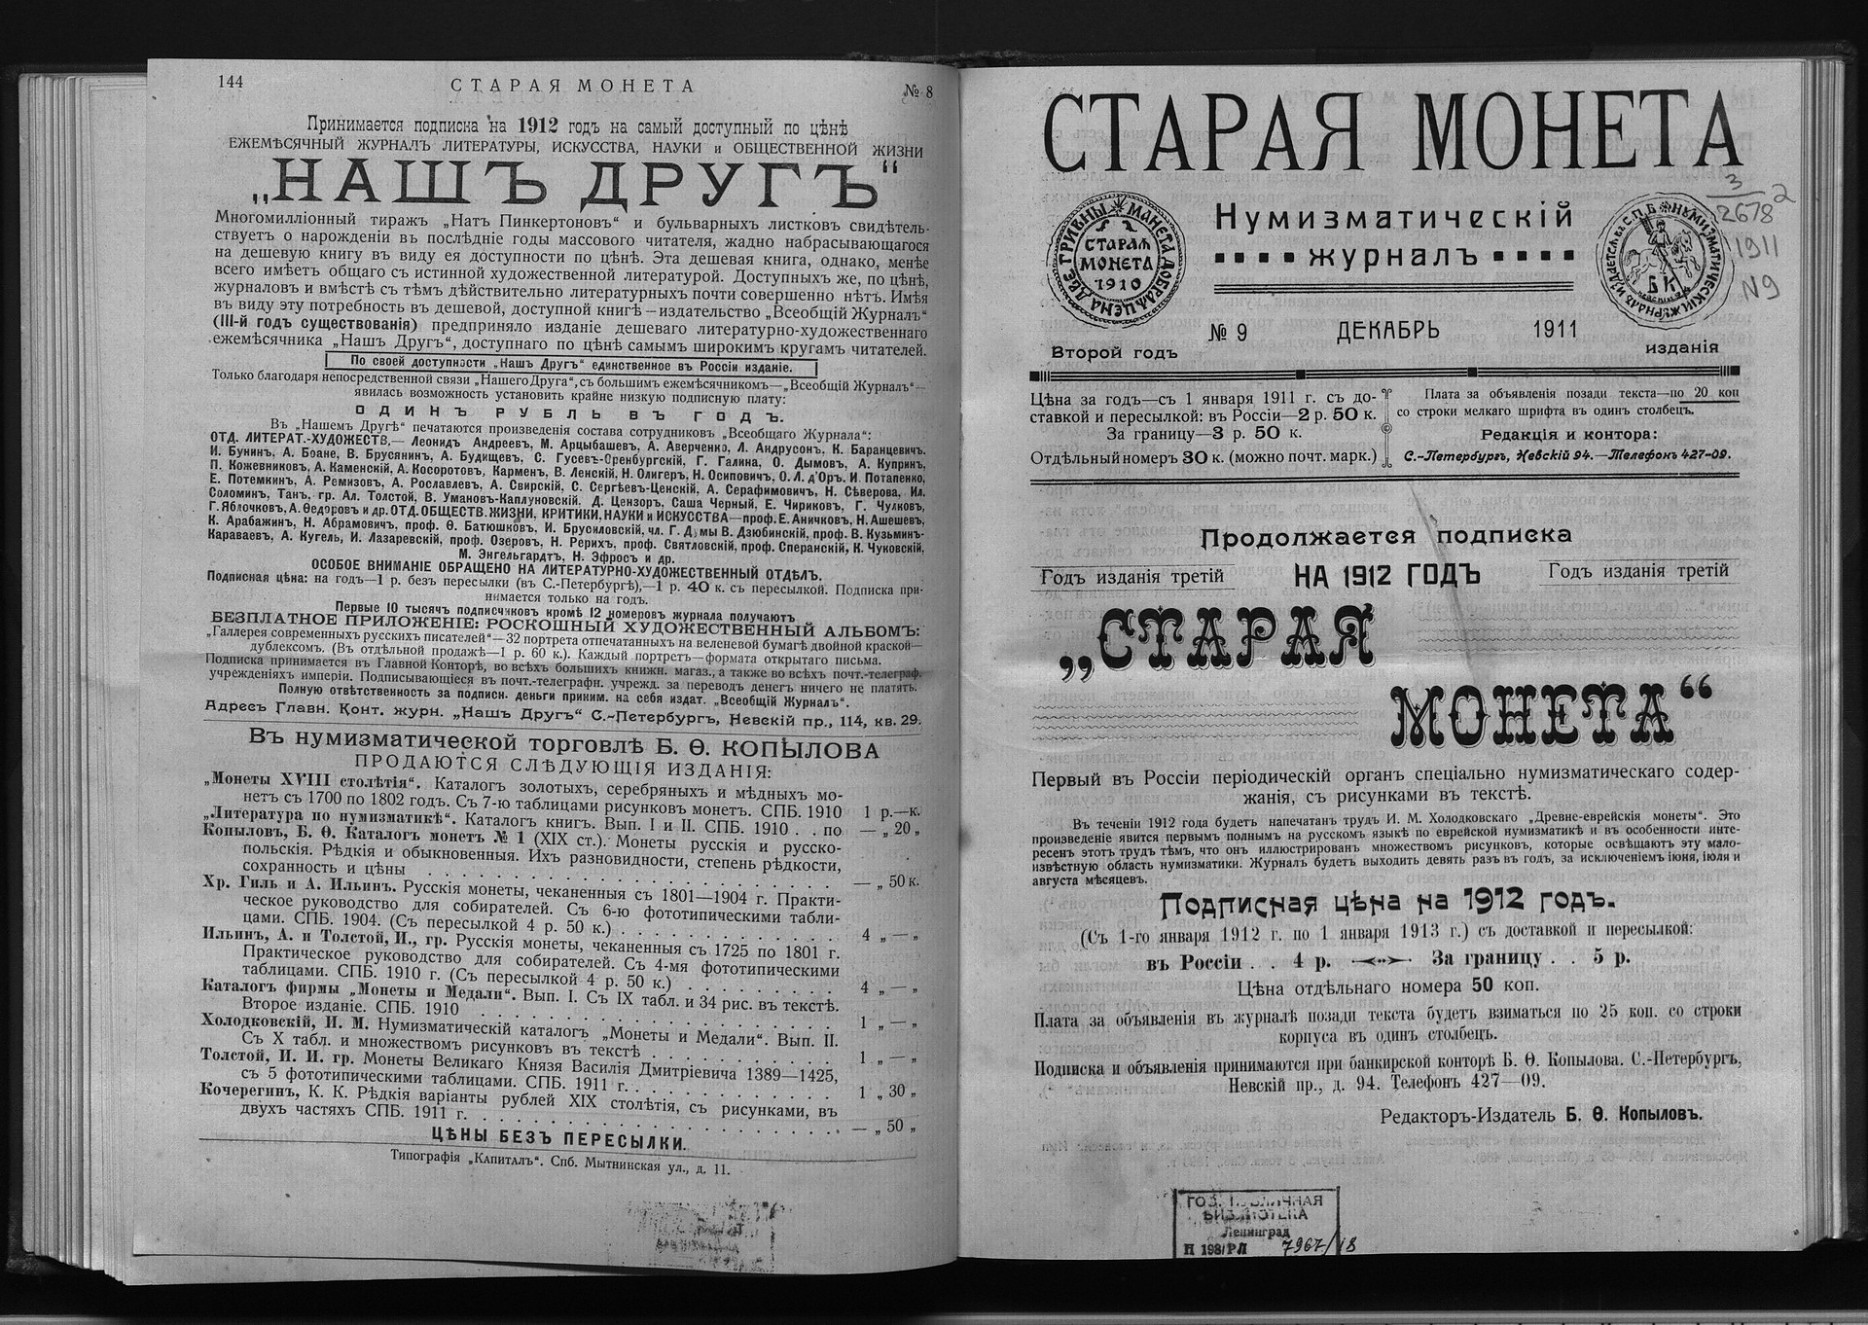 144
СТАРАЯ МОНЕТА
№ 8
Принимается подписка на 1912 годъ на самый доступный по цѣнѣ
ЕЖЕМѢСЯЧНЫЙ ЖУРНАЛЪ ЛИТЕРАТУРЫ, ИСКУССТВА, НАУКИ и ОБЩЕСТВЕННОЙ ЖИЗНИ
„НАШЪ ДРУГЪ“
Многомилліонный тиражъ „Натъ Пинкертоновъ“ и бульварныхъ листковъ свидѣтель-
ствуетъ о нарожденіи въ послѣдніе годы массового читателя, жадно набрасывающагося
на дешевую книгу въ виду ея доступности по цѣнѣ. Эта дешевая книга, однако, менѣе
всего имѣетъ общаго съ истинной художественной литературой. Доступныхъ же, по цѣнѣ,
журналовъ и вмѣстѣ съ тѣмъ дѣйствительно литературныхъ почти совершенно нѣтъ. Имѣя
въ виду эту потребность въ дешевой, доступной книгѣ—издательство „Всеобщій Журналъ“
(III-й годъ существованія) предприняло изданіе дешеваго литературно-художественнаго
ежемѣсячника „Нашъ Другъ“, доступнаго по цѣнѣ самымъ широкимъ кругамъ читателей.
По своей доступности „Нашъ Другъ“ единственное въ Россіи изданіе.
Только благодаря непосредственной связи „Нашего Друга“, съ большимъ ежемѣсячникомъ—„Всеобщій Журналъ“—
явилась возможность установить крайне низкую подписную плату:
ОДИНЪ РУБЛЬ ВЪ ГОДЪ.
Въ „Нашемъ Другѣ“ печатаются произведенія состава сотрудниковъ „Всеобщаго Журнала“:
ОТД. ЛИТЕРАТ.-ХУДОЖЕСТВ,— Леонидъ Андреевъ, М. Арцыбашевъ, А. Аверченко, Л. Андрусонъ, К. Баранцевичъ.
И. Бунинъ, А. Боане, В. Брусянинъ, А. Будищевъ, С. Гусевъ-Оренбургскій, Г. Галина, О. Дымовъ, А. Купринъ,
П. Кожевниковъ, А. Каменскій, А. Косоротовъ, Карменъ, В. Ленскій, Н. Олигеръ, Н. Осиповичъ, О. Л. д'Оръ. И. Потапенко,
Е. Потемкинъ, А. Ремизовъ, А. Рославлевъ, А. Свирскій, С. Сергѣевъ-Ценскій, А. Серафимовичъ, Н. Сѣверова, Ил.
Соломинъ, Танъ, гр. Ал. Толстой, В. Умановъ-Каплуновскій, Д. Цензоръ, Саша Черный, Е. Чириковъ, Г. Чулковъ,
Г. Яблочковъ, А. Ѳедоровъ и др. ОТД. ОБЩЕСТВ. ЖИЗНИ, КРИТИКИ, НАУКИ и ИСКУССТВА—проф. Е. Аничковъ, Н. Ашешевъ,
К. Арабажинъ, Н. Абрамовичъ, проф. Ѳ. Батюшковъ, И. Брусиловскій, чл. Г. Думы В. Дзюбинскій, проф. В. Кузьминъ-
Караваевъ, А. Кугель, И. Лазаревскій, проф. Озеровъ, Н. Рерихъ, проф. Святловскій, проф. Сперанскій, К. Чуковскій,
М. Энгельгардтъ, Н. Эфросъ и др.
ОСОБОЕ ВНИМАНІЕ ОБРАЩЕНО НА ЛИТЕРАТУРНО-ХУДОЖЕСТВЕННЫЙ ОТДѢЛЪ.
Подписная цѣна: на годъ—1 р. безъ пересылки (въ С.-Петербургѣ),—1 р. 40 к. съ пересылкой. Подписка при-
нимается только на годъ.
Первые 10 тысячъ подписчиковъ кромѣ 12 номеровъ журнала получаютъ
БЕЗПЛАТНОЕ ПРИЛОЖЕНІЕ: РОСКОШНЫЙ ХУДОЖЕСТВЕННЫЙ АЛЬБОМЪ:
„Галлерея современныхъ русскихъ писателей“—32 портрета отпечатанныхъ на веленевой бумагѣ двойной краской—
дублексомъ. (Въ отдѣльной продажѣ—1 р. 60 к.). Каждый портретъ—формата открытаго письма.
Подписка принимается въ Главной Конторѣ, во всѣхъ большихъ книжн. магаз., а также во всѣхъ почт.-телеграф.
учрежденіяхъ имперіи. Подписывающіеся въ почт.-телеграфн. учрежд. за переводъ денегъ ничего не платятъ.
Полную отвѣтственность за подписн. деньги приним. на себя издат. „Всеобщій Журналъ“.
Адресъ Главн. Конт. журн. „Нашъ Другъ“ С.-Петербургъ, Невскій пр., 114, кв. 29.
Въ нумизматической торговлѣ Б. Ѳ. КОПЫЛОВА
ПРОДАЮТСЯ СЛѢДУЮЩІЯ ИЗДАНІЯ:
„Монеты XVIII столѣтія“. Каталогъ золотыхъ, серебряныхъ и мѣдныхъ мо-
нетъ съ 1700 по 1802 годъ. Съ 7-ю таблицами рисунковъ монетъ. СПБ. 1910 1 р.—к.
„Литература по нумизматикѣ“. Каталогъ книгъ. Вып. I и II. СПБ. 1910 . . по — „ 20 „
Копыловъ, Б. Ѳ. Каталогъ монетъ № 1 (XIX ст.). Монеты русскія и русско-
польскія. Рѣдкія и обыкновенныя. Ихъ разновидности, степень рѣдкости,
сохранность и цѣны . . . — „ 50 к.
Хр. Гиль и А. Ильинъ. Русскія монеты, чеканенныя съ 1801—1904 г. Практи-
ческое руководство для собирателей. Съ 6-ю фототипическими табли-
цами. СПБ. 1904. (Съ пересылкой 4 р. 50 к.) . . . 4 „ — „
Ильинъ, А. и Толстой, И., гр. Русскія монеты, чеканенныя съ 1725 по 1801 г.
Практическое руководство для собирателей. Съ 4-мя фототипическими
таблицами. СПБ. 1910 г. (Съ пересылкой 4 р. 50 к.) . . . 4 „ — „
Каталогъ фирмы „Монеты и Медали“. Вып. I. Съ IX табл. и 34 рис. въ текстѣ.
Второе изданіе. СПБ. 1910 . . . 1 „ — „
Холодковскій, И. М. Нумизматическій каталогъ „Монеты и Медали“. Вып. II.
Съ X табл. и множествомъ рисунковъ въ текстѣ . . . 1 „ — „
Толстой, И. И. гр. Монеты Великаго Князя Василія Дмитріевича 1389—1425,
съ 5 фототипическими таблицами. СПБ. 1911 г. . . . 1 „ 30 „
Кочерегинъ, К. К. Рѣдкія варіанты рублей XIX столѣтія, съ рисунками, въ
двухъ частяхъ СПБ. 1911 г. . . . — „ 50 „
ЦѢНЫ БЕЗЪ ПЕРЕСЫЛКИ.
Типографія „КАПИТАЛЪ“. Спб. Мытнинская ул., д. 11.
СТАРАЯ МОНЕТА
СТАРАЯ
МОНЕТА
1910
Нумизматическій
журналъ
БК
3
2678 2
1911
N9
№ 9 ДЕКАБРЬ 1911
Второй годъ изданія
Цѣна за годъ—съ 1 января 1911 г. съ до-
ставкой и пересылкой: въ Россіи—2 р. 50 к.
За границу—3 р. 50 к.
Отдѣльный номеръ 30 к. (можно почт. марк.)
Плата за объявленія позади текста—по 20 коп
со строки мелкаго шрифта въ одинъ столбецъ.
Редакція и контора:
С.-Петербургъ, Невскій 94.—Телефонъ 427-09.
Продолжается подписка
Годъ изданія третій НА 1912 ГОДЪ Годъ изданія третій
„СТАРАЯ
МОНЕТА“
Первый въ Россіи періодическій органъ спеціально нумизматическаго содер-
жанія, съ рисунками въ текстѣ.
Въ теченіи 1912 года будетъ напечатанъ трудъ И. М. Холодковскаго „Древне-еврейскія монеты“. Это
произведеніе явится первымъ полнымъ на русскомъ языкѣ по еврейской нумизматикѣ и въ особенности инте-
ресенъ этотъ трудъ тѣмъ, что онъ иллюстрированъ множествомъ рисунковъ, которые освѣщаютъ эту мало-
извѣстную область нумизматики. Журналъ будетъ выходить девять разъ въ годъ, за исключеніемъ іюня, іюля и
августа мѣсяцевъ.
Подписная цѣна на 1912 годъ.
(Съ 1-го января 1912 г. по 1 января 1913 г.) съ доставкой и пересылкой:
въ Россіи . . 4 р. За границу . . 5 р.
Цѣна отдѣльнаго номера 50 коп.
Плата за объявленія въ журналѣ позади текста будетъ взиматься по 25 коп. со строки
корпуса въ одинъ столбецъ.
Подписка и объявленія принимаются при банкирской конторѣ Б. Ѳ. Копылова. С.-Петербургъ,
Невскій пр., д. 94. Телефонъ 427—09.
Редакторъ-Издатель Б. Ѳ. Копыловъ.
ГОС. ПУБЛИЧНАЯ
БИБЛИОТЕКА
Ленинград
7967/18